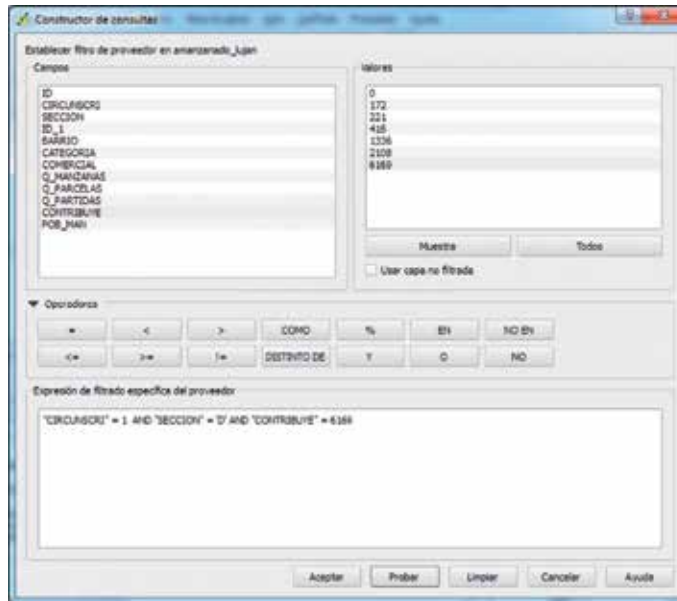 Constructor de consultas
Establecer filtro de proveedor en amanzanado_lujan
Campos
ID
CIRCUNSCRI
SECCION
ID_1
BARRIO
CATEGORIA
COMERCIAL
Q_MANZANAS
Q_PARCELAS
Q_PARTIDAS
CONTRIBUYE
POB_MAN
Valores
0
172
221
416
1336
2108
6169
Muestra Todos
Usar capa no filtrada
Operadores
= < > COMO % EN NO EN
<= >= != DISTINTO DE Y O NO
Expresión de filtrado específica del proveedor
"CIRCUNSCRI" = 1 AND "SECCION" = 'D' AND "CONTRIBUYE" = 6169
Aceptar Probar Limpiar Cancelar Ayuda